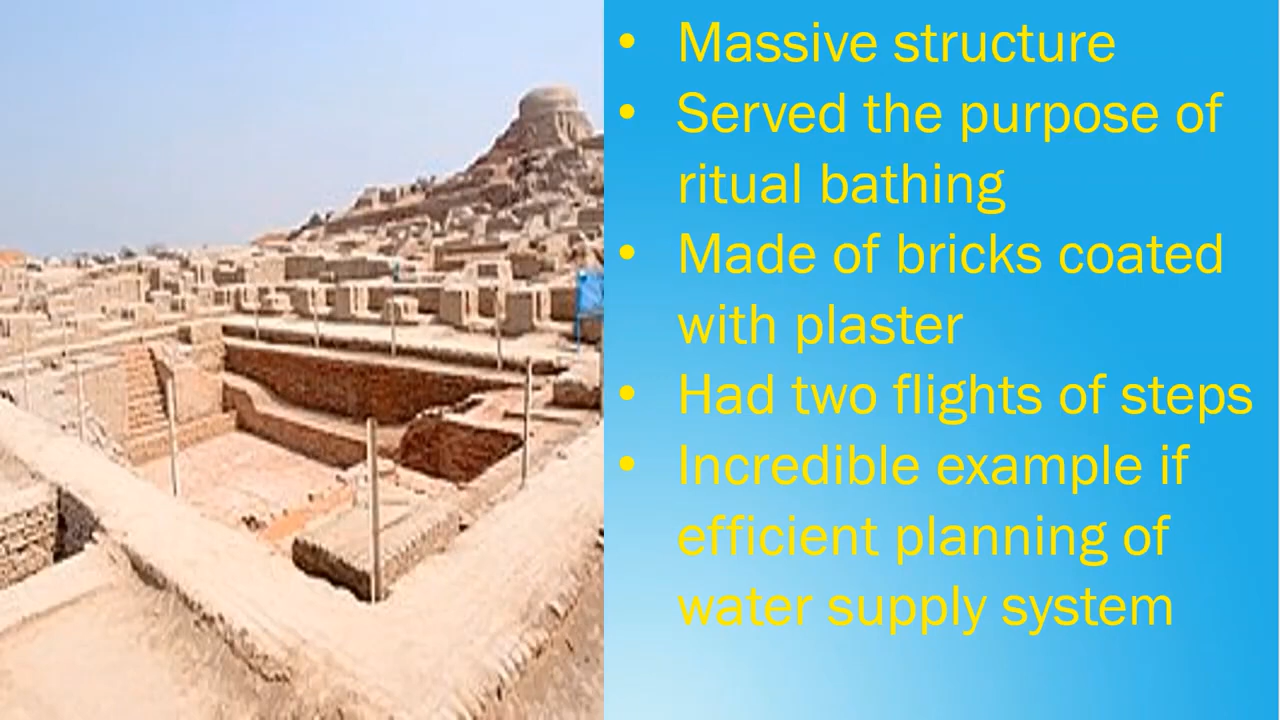 • Massive structure
• Served the purpose of
ritual bathing
• Made of bricks coated
with plaster
• Had two flights of steps
• Incredible example if
efficient planning of
water supply system